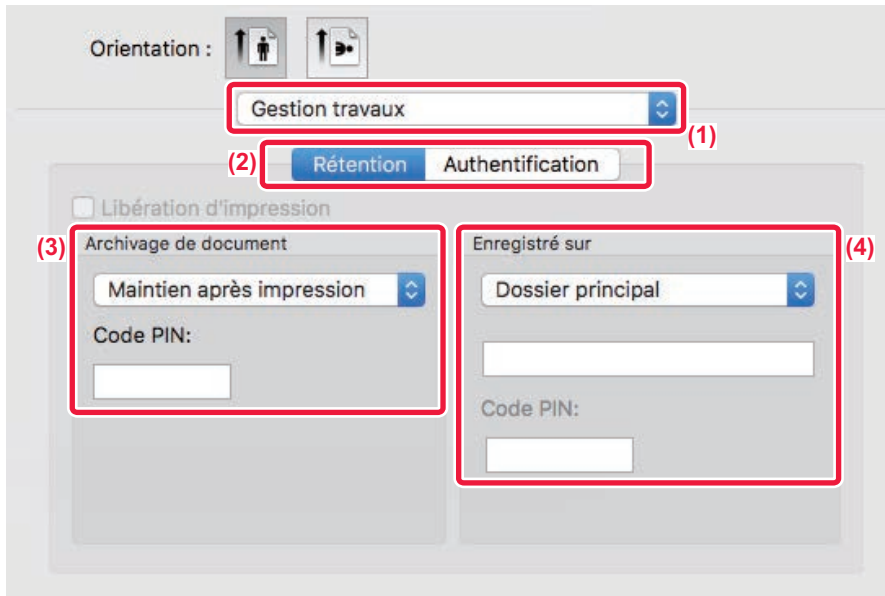 Orientation :
Gestion travaux
(1)
(2)
Rétention Authentification
Libération d'impression
(3)
Archivage de document
Maintien après impression
Code PIN:
Enregistré sur
(4)
Dossier principal
Code PIN: